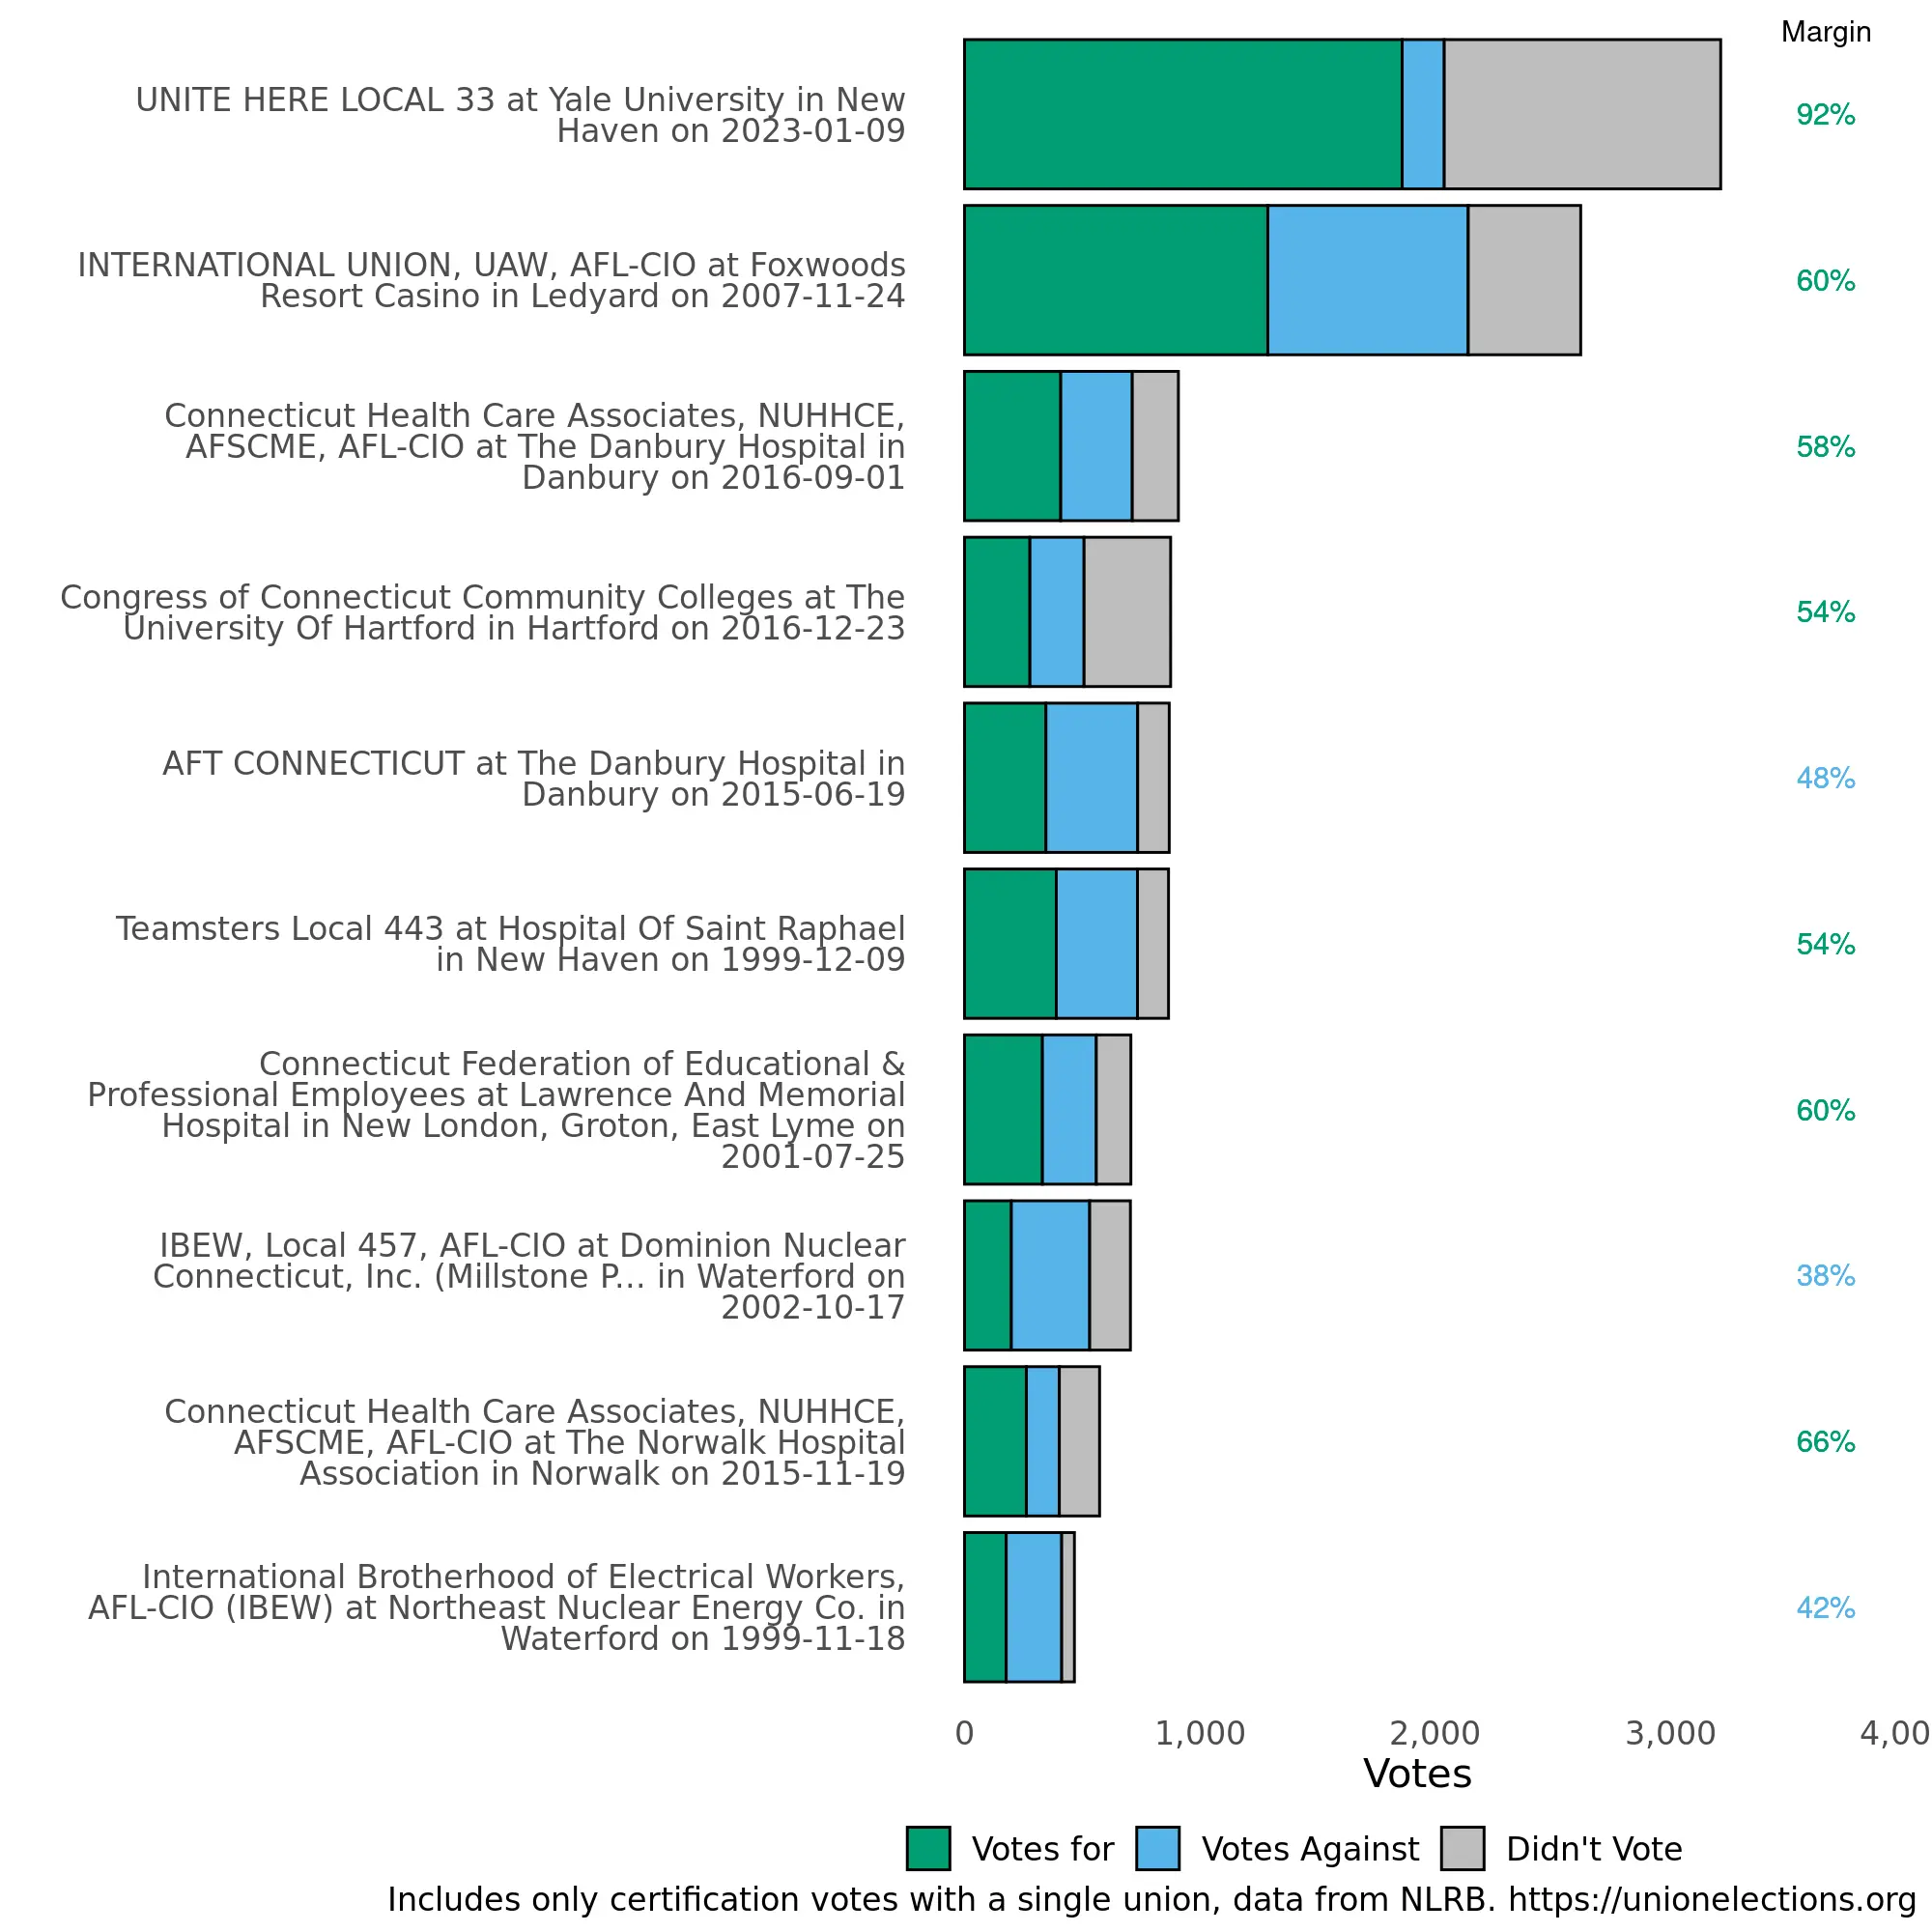 Margin
UNITE HERE LOCAL 33 at Yale University in New
Haven on 2023-01-09
92%
INTERNATIONAL UNION, UAW, AFL-CIO at Foxwoods
Resort Casino in Ledyard on 2007-11-24
60%
Connecticut Health Care Associates, NUHHCE,
AFSCME, AFL-CIO at The Danbury Hospital in
Danbury on 2016-09-01
58%
Congress of Connecticut Community Colleges at The
University Of Hartford in Hartford on 2016-12-23
54%
AFT CONNECTICUT at The Danbury Hospital in
Danbury on 2015-06-19
48%
Teamsters Local 443 at Hospital Of Saint Raphael
in New Haven on 1999-12-09
54%
Connecticut Federation of Educational &
Professional Employees at Lawrence And Memorial
Hospital in New London, Groton, East Lyme on
2001-07-25
60%
IBEW, Local 457, AFL-CIO at Dominion Nuclear
Connecticut, Inc. (Millstone P... in Waterford on
2002-10-17
38%
Connecticut Health Care Associates, NUHHCE,
AFSCME, AFL-CIO at The Norwalk Hospital
Association in Norwalk on 2015-11-19
66%
International Brotherhood of Electrical Workers,
AFL-CIO (IBEW) at Northeast Nuclear Energy Co. in
Waterford on 1999-11-18
42%
0 1,000 2,000 3,000 4,00
Votes
Votes for Votes Against Didn't Vote
Includes only certification votes with a single union, data from NLRB. https://unionelections.org